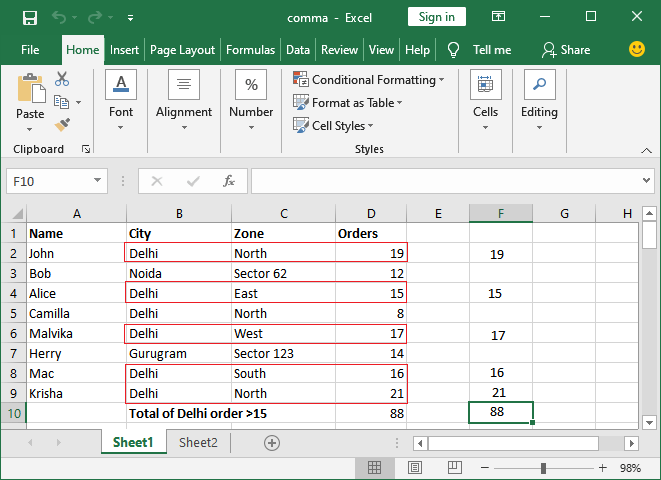 comma - Excel
Sign in
File Home Insert Page Layout Formulas Data Review View Help Tell me Share
Paste
Clipboard
A
Font
Alignment
%
Number
Conditional Formatting
Format as Table
Cell Styles
Styles
Cells
Editing
F10 fx
A B C D E F G H
1 Name City Zone Orders
2 John Delhi North 19 19
3 Bob Noida Sector 62 12
4 Alice Delhi East 15 15
5 Camilla Delhi North 8
6 Malvika Delhi West 17 17
7 Herry Gurugram Sector 123 14
8 Mac Delhi South 16 16
9 Krisha Delhi North 21 21
10 Total of Delhi order >15 88 88
Sheet1 Sheet2
98%